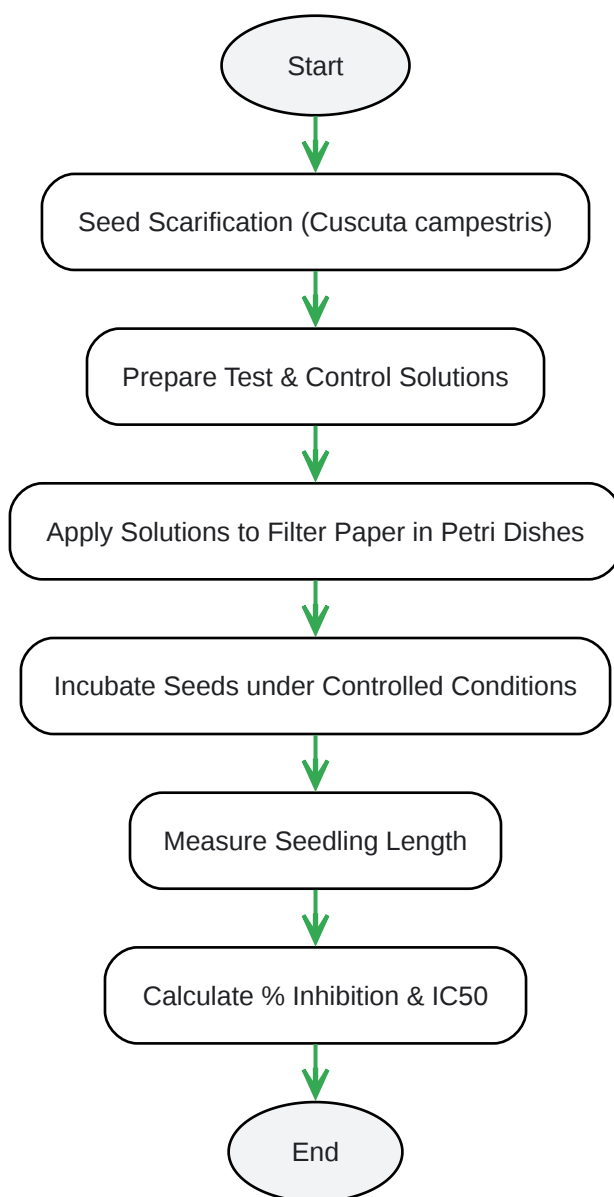 Start
Seed Scarification (Cuscuta campestris)
Prepare Test & Control Solutions
Apply Solutions to Filter Paper in Petri Dishes
Incubate Seeds under Controlled Conditions
Measure Seedling Length
Calculate % Inhibition & IC50
End